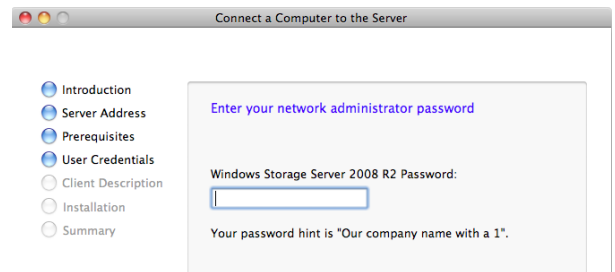 Connect a Computer to the Server
Introduction
Server Address
Prerequisites
User Credentials
Client Description
Installation
Summary
Enter your network administrator password
Windows Storage Server 2008 R2 Password:
Your password hint is "Our company name with a 1".